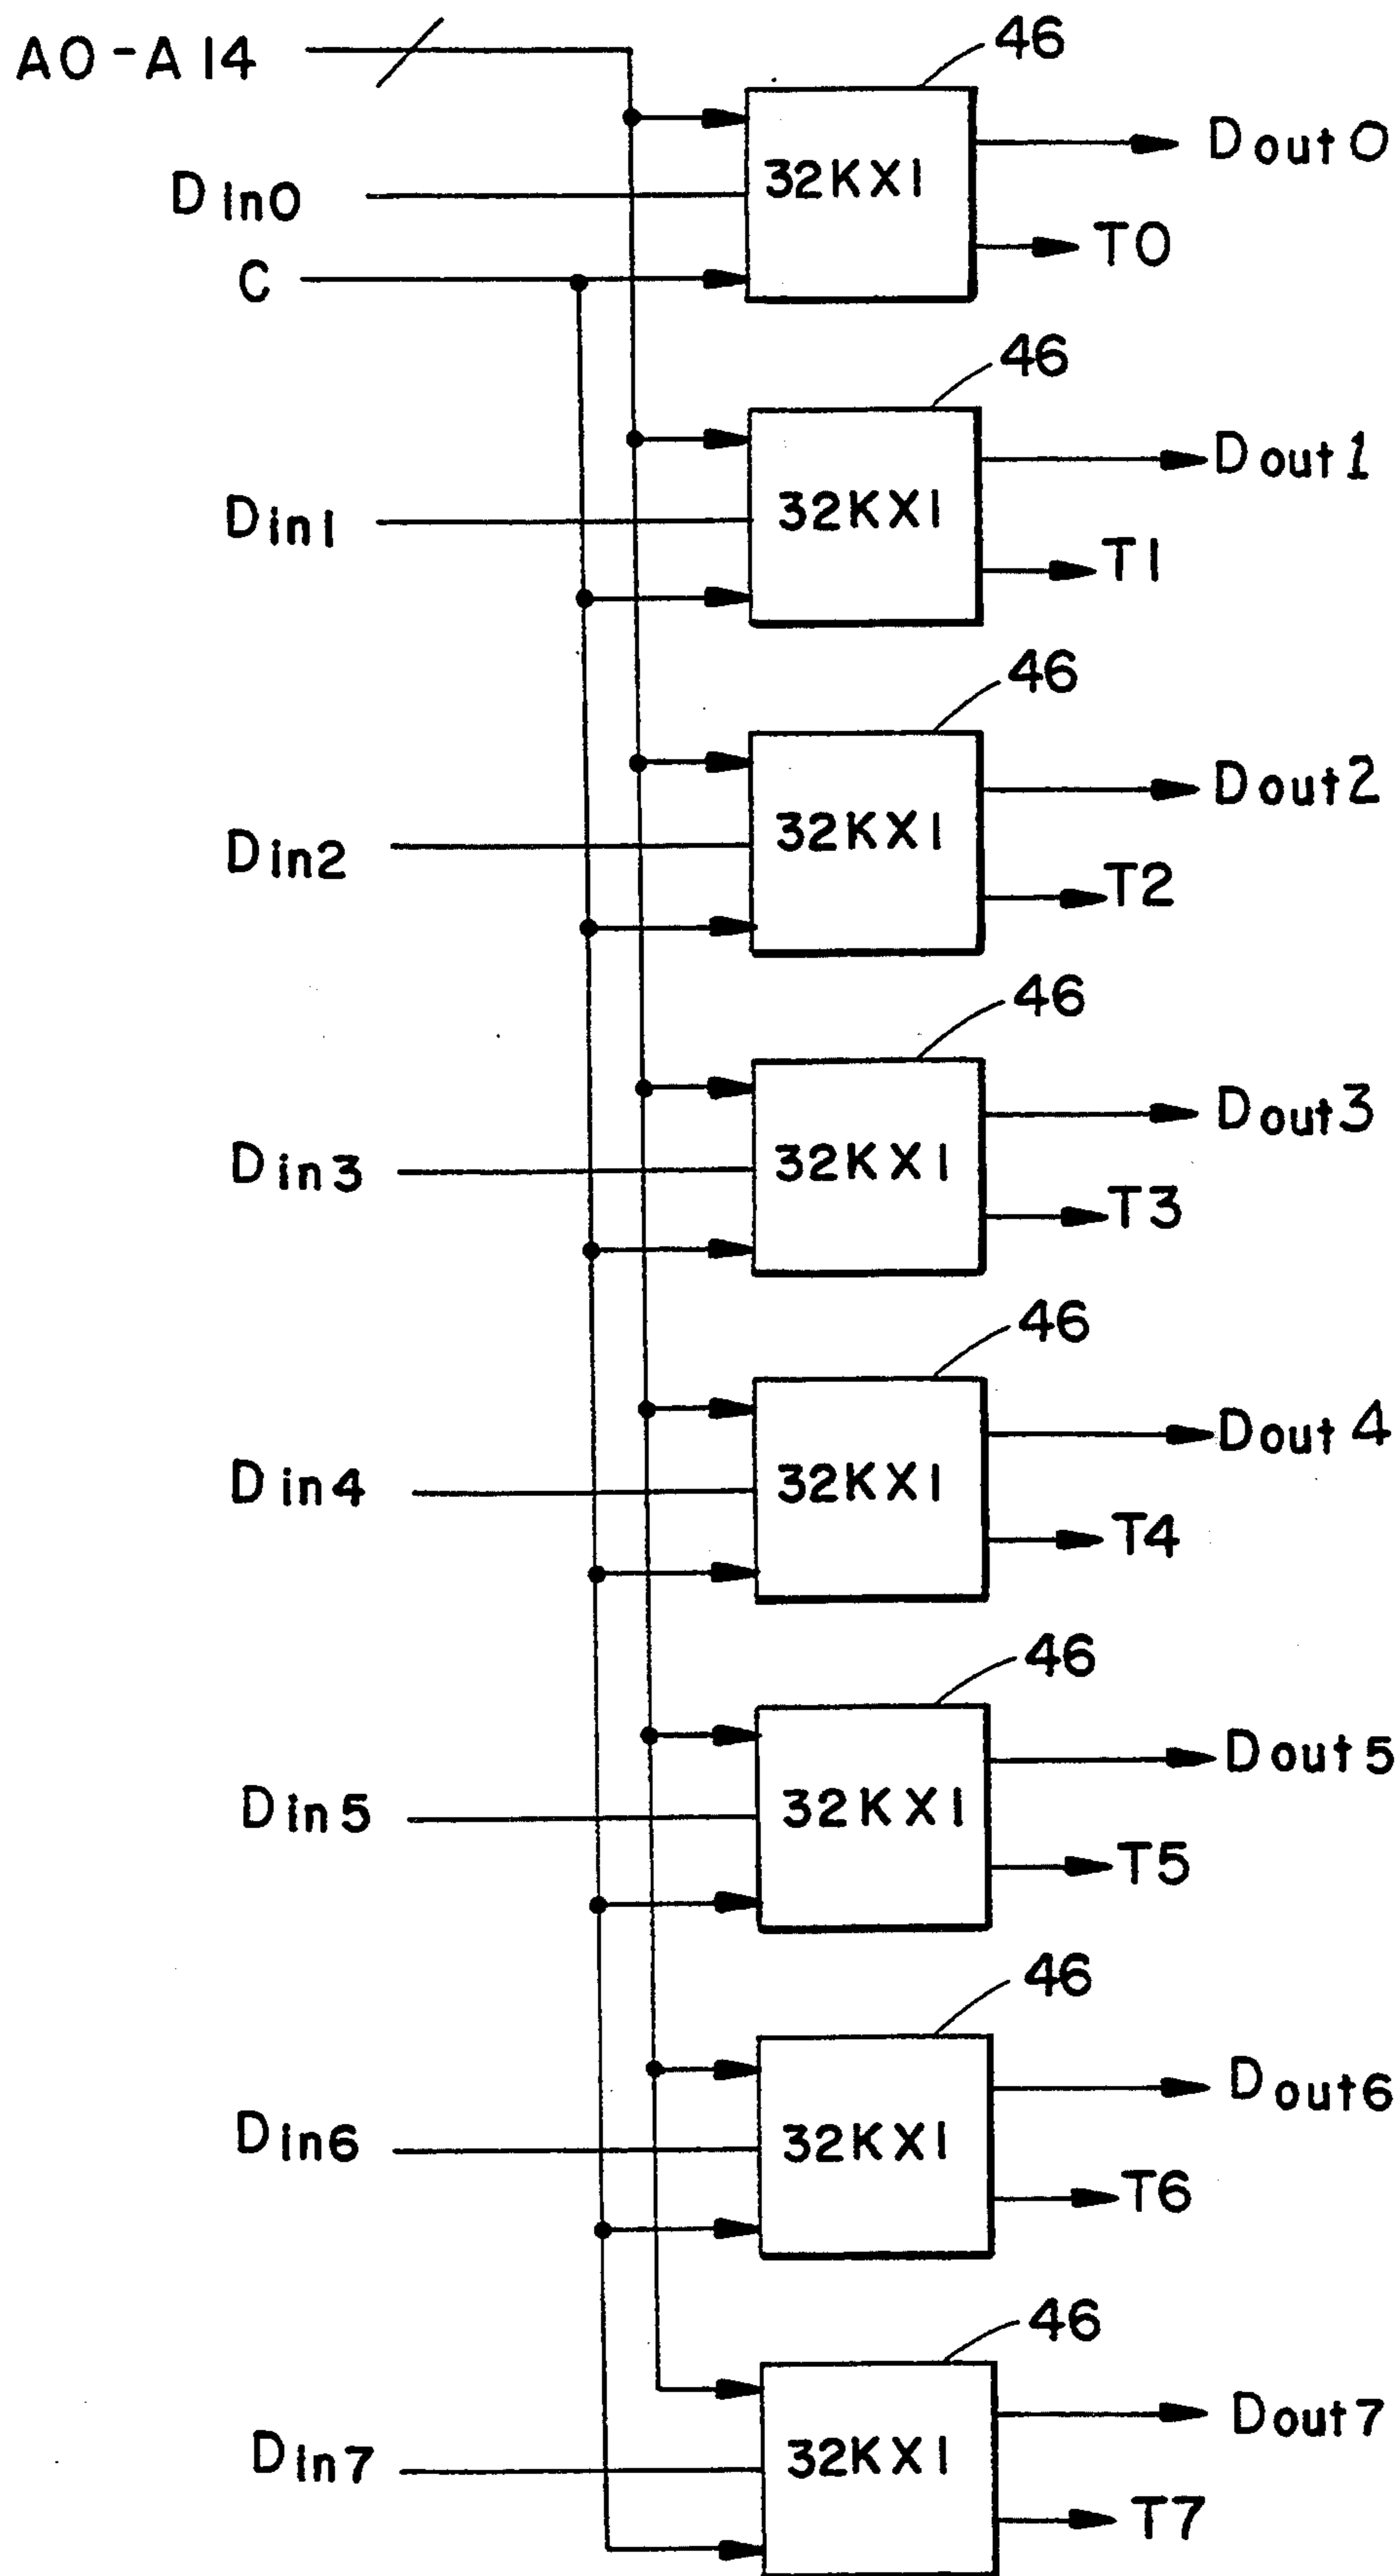 46
A0-A14
Dout0
32KX1
Din0
T0
C
46
Dout1
32KX1
Din1
T1
46
Dout2
32KX1
Din2
T2
46
Dout3
32KX1
Din3
T3
46
Dout4
32KX1
Din4
T4
46
Dout5
32KX1
Din5
T5
46
Dout6
32KX1
Din6
T6
46
Dout7
32KX1
Din7
T7